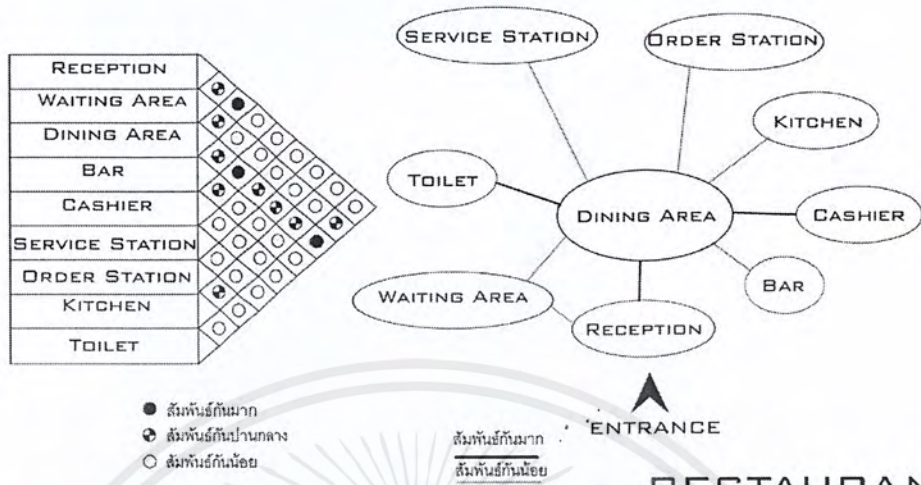 RECEPTION
WAITING AREA
DINING AREA
BAR
CASHIER
SERVICE STATION
ORDER STATION
KITCHEN
TOILET
สัมพันธ์กันมาก
สัมพันธ์กันปานกลาง
สัมพันธ์กันน้อย
SERVICE STATION
ORDER STATION
KITCHEN
TOILET
DINING AREA
CASHIER
WAITING AREA
BAR
RECEPTION
ENTRANCE
สัมพันธ์กันมาก
สัมพันธ์กันน้อย
RESTAURAN